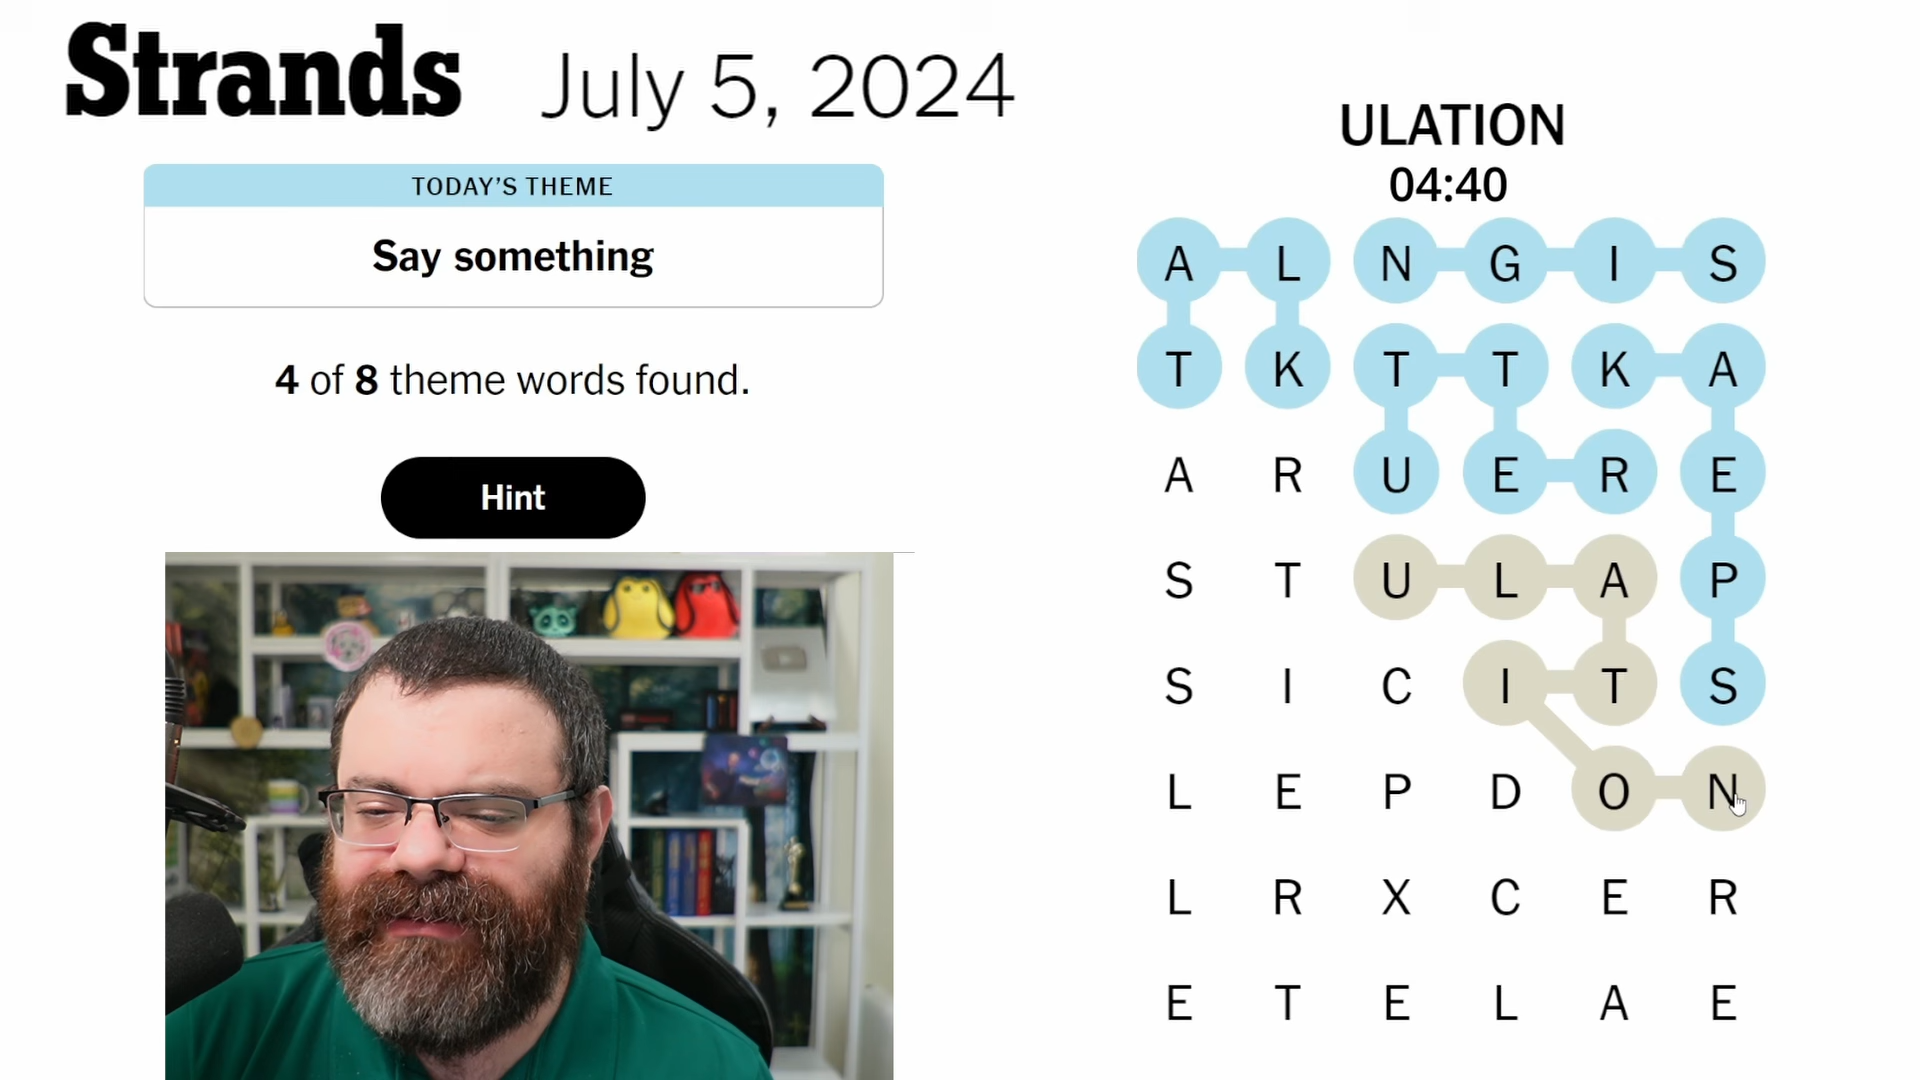 Strands July 5, 2024
TODAY'S THEME
Say something
4 of 8 theme words found.
Hint
ULATION
04:40
A L N G I S
T K T T K A
A R U E R E
S T U L A P
S I C I T S
L E P D O N
L R X C E R
E T E L A E